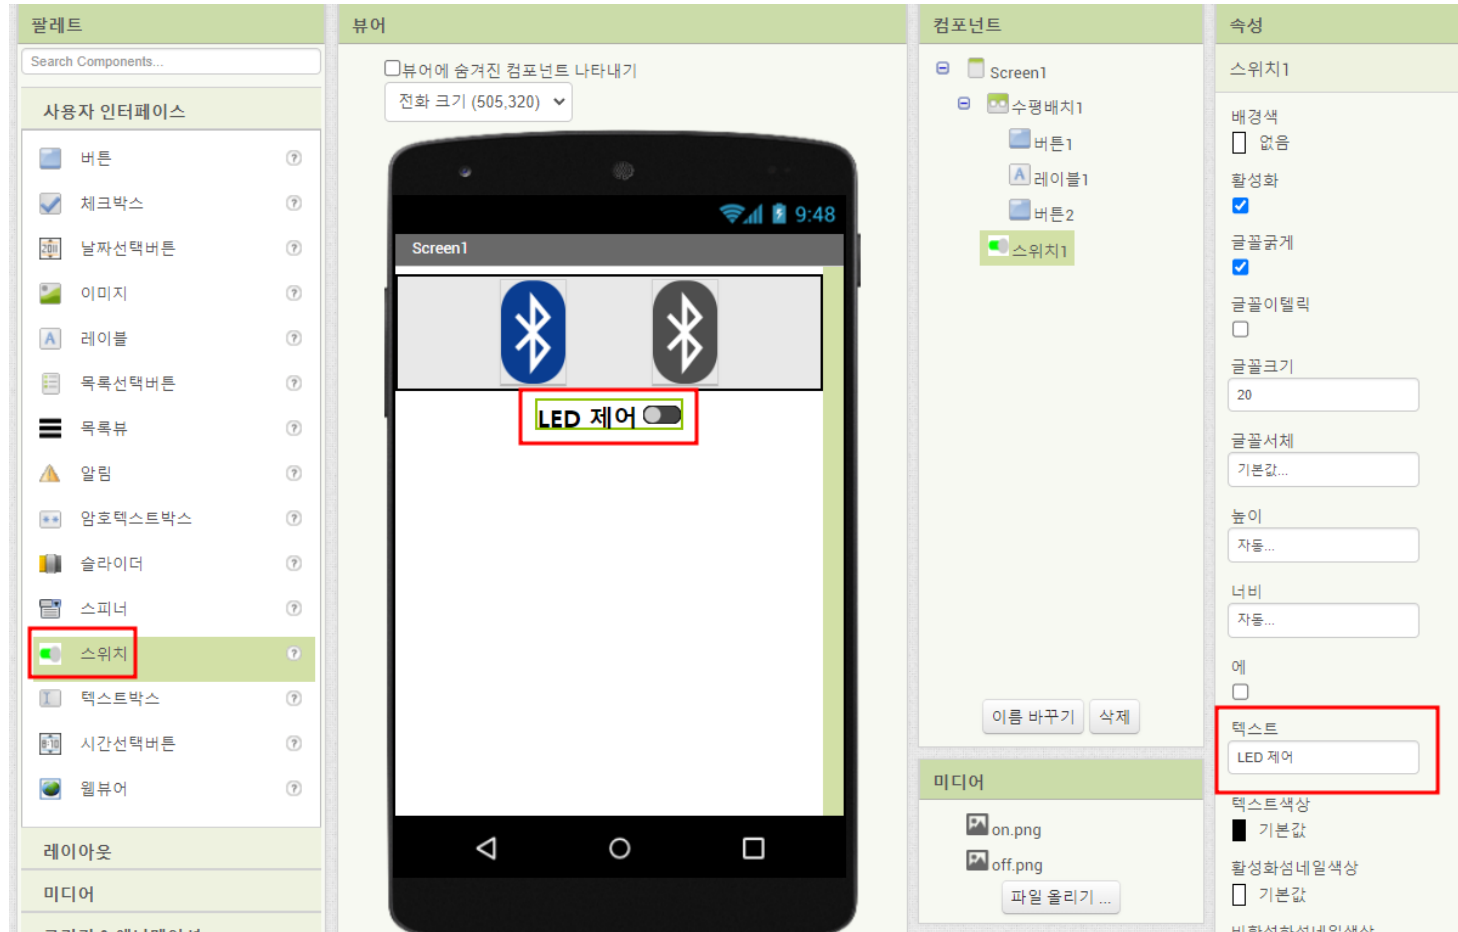 팔레트
Search Components...
사용자 인터페이스
버튼
체크박스
날짜선택버튼
이미지
레이블
목록선택버튼
목록뷰
알림
암호텍스트박스
슬라이더
스피너
스위치
텍스트박스
시간선택버튼
웹뷰어
레이아웃
미디어
뷰어
뷰어에 숨겨진 컴포넌트 나타내기
전화 크기 (505,320)
9:48
Screen1
LED 제어
컴포넌트
Screen1
수평배치1
버튼1
레이블1
버튼2
스위치1
이름 바꾸기
삭제
미디어
on.png
off.png
파일 올리기 ...
속성
스위치1
배경색
없음
활성화
글꼴굵게
글꼴이텔릭
글꼴크기
20
글꼴서체
기본값...
높이
자동...
너비
자동...
에
텍스트
LED 제어
텍스트색상
기본값
활성화섬네일색상
기본값